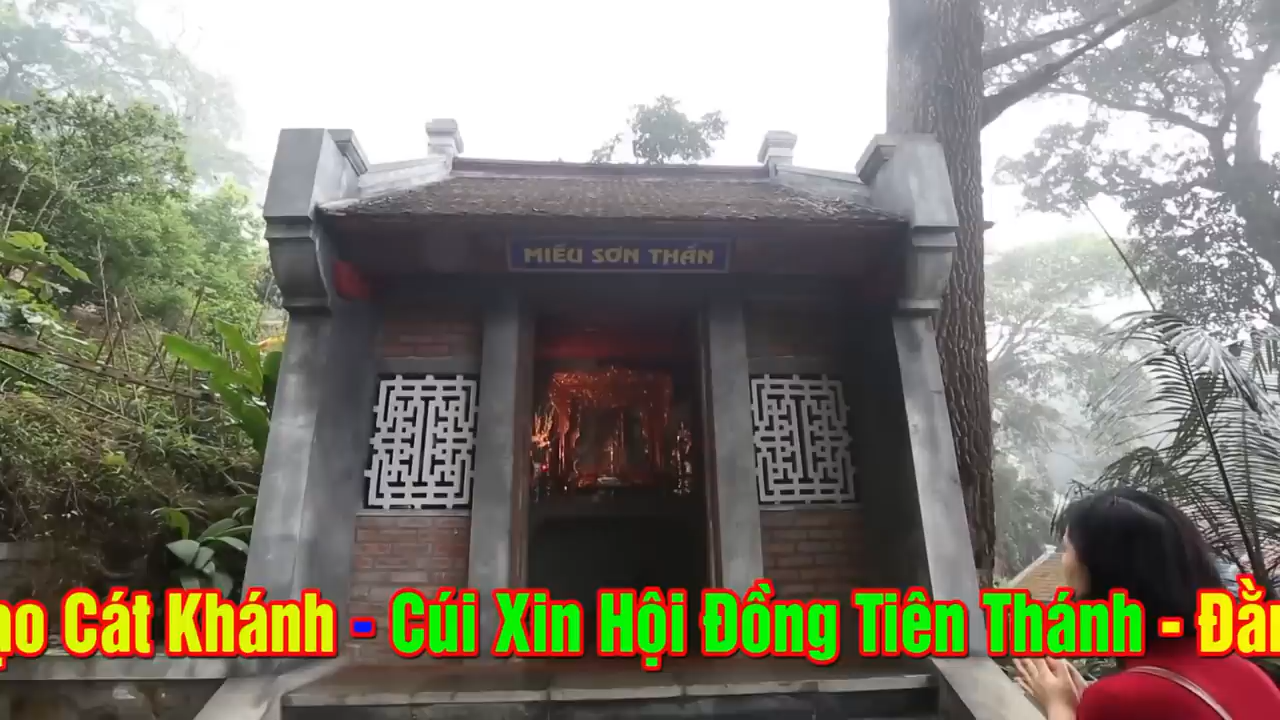 MIẾU SƠN THẦN
Cát Khánh - Cúi Xin Hội Đồng Tiên Thánh -